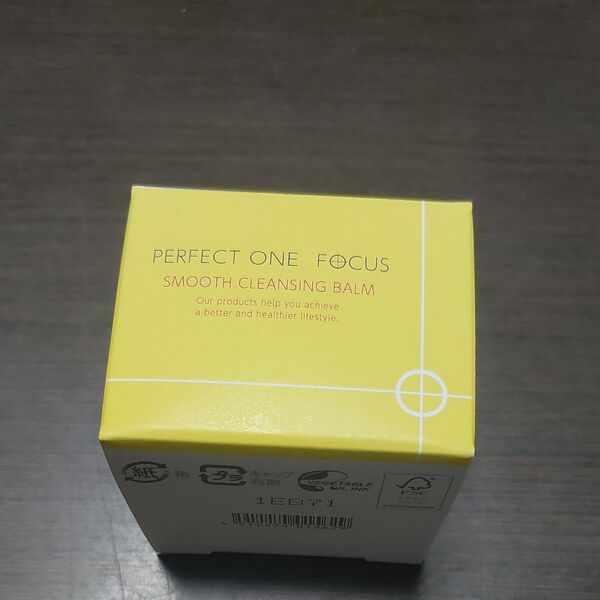 PERFECT ONE FOCUS
SMOOTH CLEANSING BALM
Our products help you achieve
a better and healthier lifestyle.
紙 箱 プラ キャップ
容器
VEGETABLE
OIL INK
FSC
1EB71